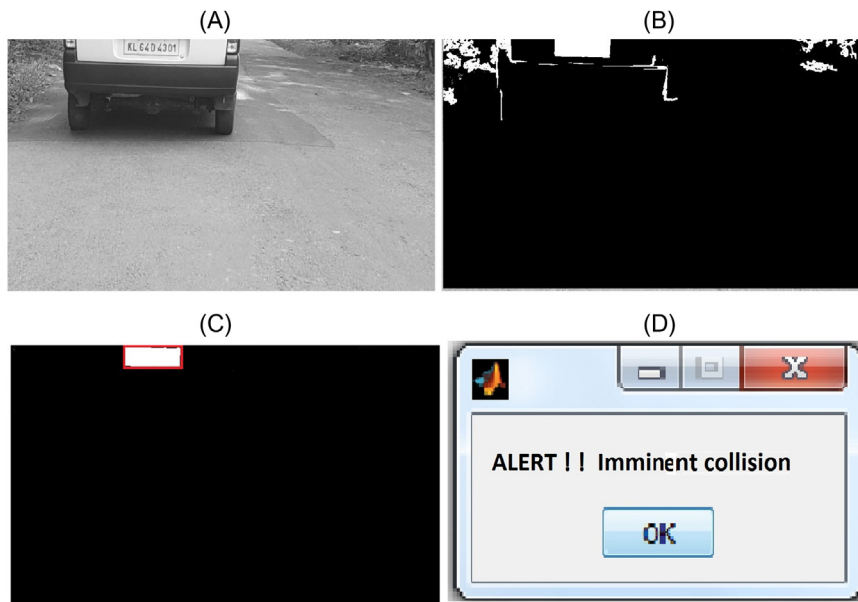 (A)
KL 64 D 4301
(B)
(C)
(D)
ALERT ! ! Imminent collision
OK